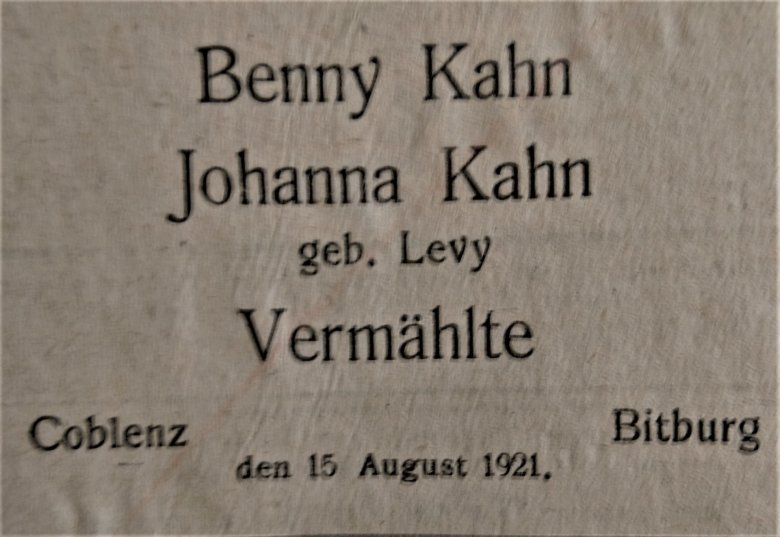 Benny Kahn
Johanna Kahn
geb. Levy
Vermählte
Coblenz Bitburg
den 15 August 1921.